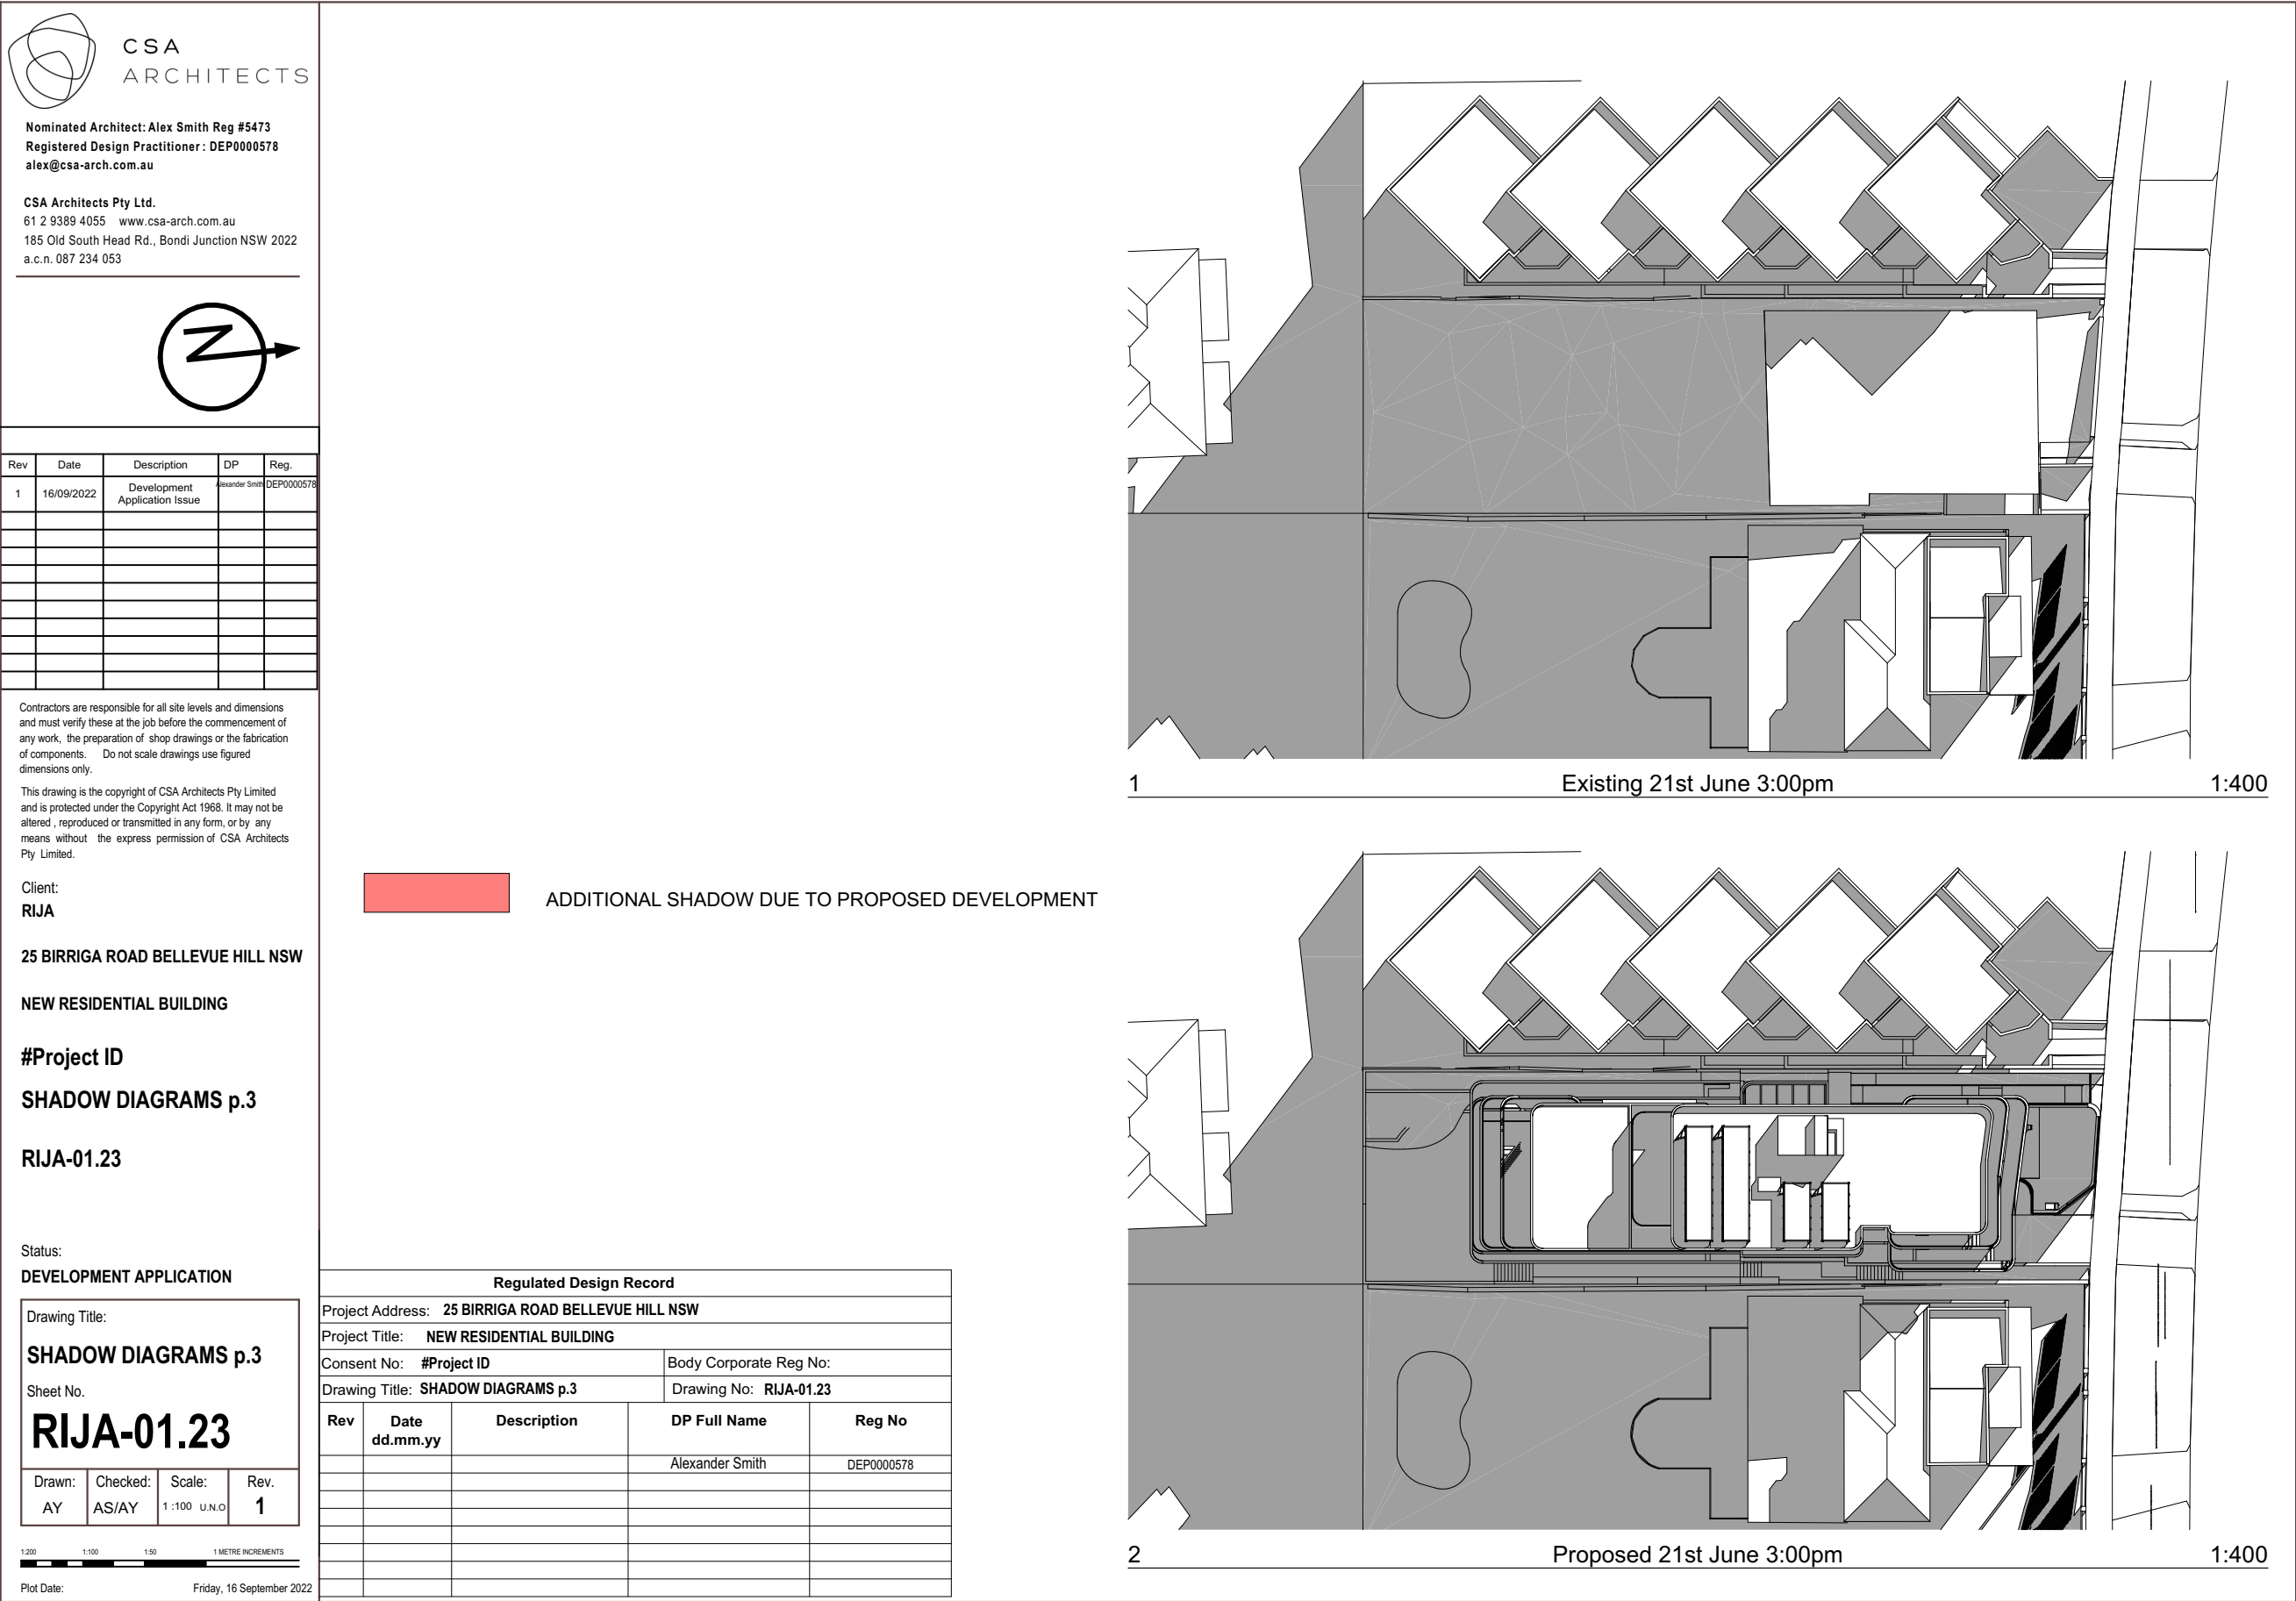 CSA
ARCHITECTS
Nominated Architect: Alex Smith Reg #5473
Registered Design Practitioner : DEP0000578
alex@csa-arch.com.au
CSA Architects Pty Ltd.
61 2 9389 4055 www.csa-arch.com.au
185 Old South Head Rd., Bondi Junction NSW 2022
a.c.n. 087 234 053
N
Rev Date Description DP Reg.
1 16/09/2022 Development Application Issue Alexander Smith DEP0000578
Contractors are responsible for all site levels and dimensions
and must verify these at the job before the commencement of
any work, the preparation of shop drawings or the fabrication
of components. Do not scale drawings use figured
dimensions only.
This drawing is the copyright of CSA Architects Pty Limited
and is protected under the Copyright Act 1968. It may not be
altered , reproduced or transmitted in any form, or by any
means without the express permission of CSA Architects
Pty Limited.
Client:
RIJA
25 BIRRIGA ROAD BELLEVUE HILL NSW
NEW RESIDENTIAL BUILDING
#Project ID
SHADOW DIAGRAMS p.3
RIJA-01.23
Status:
DEVELOPMENT APPLICATION
Drawing Title:
SHADOW DIAGRAMS p.3
Sheet No.
RIJA-01.23
Drawn: Checked: Scale: Rev.
AY AS/AY 1 :100 U.N.O 1
1:200 1:100 1:50 1 METRE INCREMENTS
Plot Date: Friday, 16 September 2022
ADDITIONAL SHADOW DUE TO PROPOSED DEVELOPMENT
Regulated Design Record
Project Address: 25 BIRRIGA ROAD BELLEVUE HILL NSW
Project Title: NEW RESIDENTIAL BUILDING
Consent No: #Project ID Body Corporate Reg No:
Drawing Title: SHADOW DIAGRAMS p.3 Drawing No: RIJA-01.23
Rev Date dd.mm.yy Description DP Full Name Reg No
Alexander Smith DEP0000578
1 Existing 21st June 3:00pm 1:400
2 Proposed 21st June 3:00pm 1:400